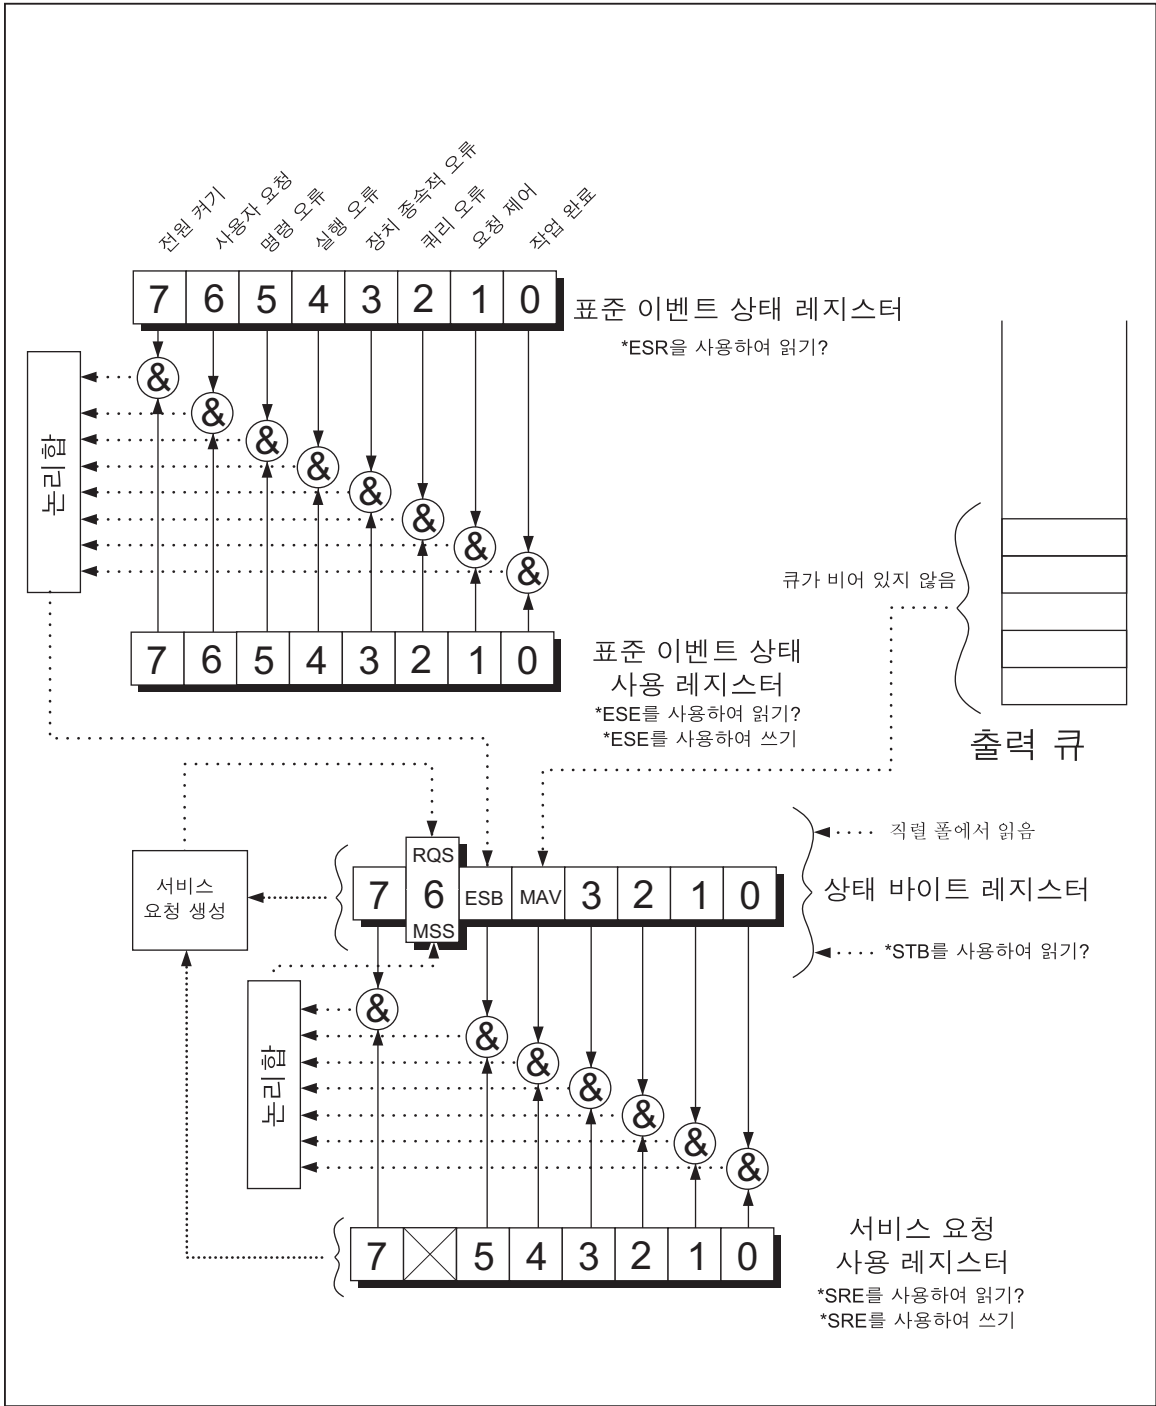 전원 켜기
사용자 요청
명령 오류
실행 오류
장치 종속적 오류
쿼리 오류
요청 제어
작업 완료
7 6 5 4 3 2 1 0
표준 이벤트 상태 레지스터
*ESR을 사용하여 읽기?
&
&
&
&
&
&
&
&
논리합
큐가 비어 있지 않음
7 6 5 4 3 2 1 0
표준 이벤트 상태
사용 레지스터
*ESE를 사용하여 읽기?
*ESE를 사용하여 쓰기
출력 큐
서비스
요청 생성
RQS
7 6 ESB MAV 3 2 1 0
MSS
직렬 폴에서 읽음
상태 바이트 레지스터
*STB를 사용하여 읽기?
&
&
&
&
&
&
&
논리합
7 5 4 3 2 1 0
서비스 요청
사용 레지스터
*SRE를 사용하여 읽기?
*SRE를 사용하여 쓰기